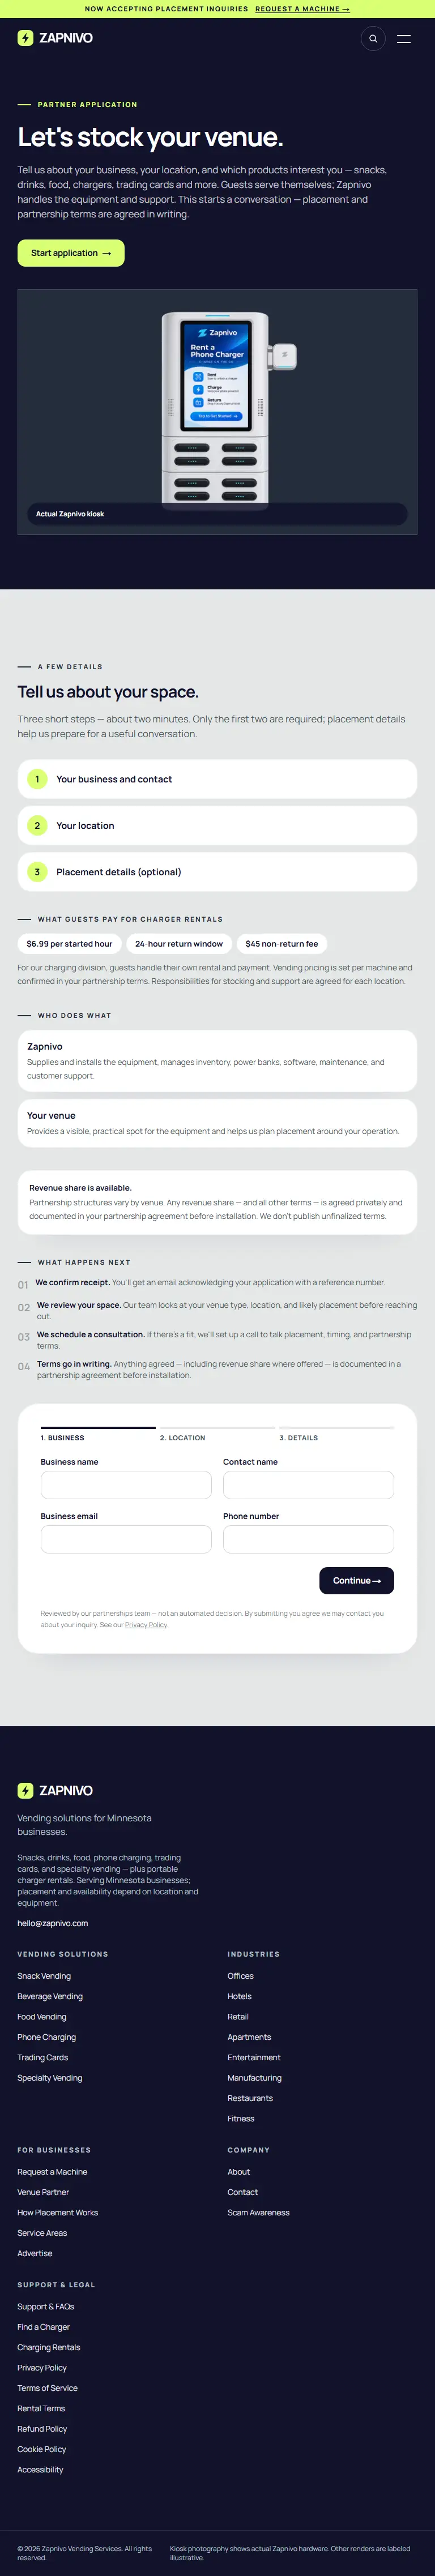 NOW ACCEPTING PLACEMENT INQUIRIES REQUEST A MACHINE →
ZAPNIVO
PARTNER APPLICATION
Let's stock your venue.
Tell us about your business, your location, and which products interest you — snacks,
drinks, food, chargers, trading cards and more. Guests serve themselves; Zapnivo
handles the equipment and support. This starts a conversation — placement and
partnership terms are agreed in writing.
Start application →
Zapnivo
Rent a
Phone Charger
Rent
Charge
Return
Tap to Get Started
Actual Zapnivo kiosk
A FEW DETAILS
Tell us about your space.
Three short steps — about two minutes. Only the first two are required; placement details
help us prepare for a useful conversation.
1 Your business and contact
2 Your location
3 Placement details (optional)
WHAT GUESTS PAY FOR CHARGER RENTALS
$6.99 per started hour 24-hour return window $45 non-return fee
For our charging division, guests handle their own rental and payment. Vending pricing is set per machine and
confirmed in your partnership terms. Responsibilities for stocking and support are agreed for each location.
WHO DOES WHAT
Zapnivo
Supplies and installs the equipment, manages inventory, power banks, software, maintenance, and
customer support.
Your venue
Provides a visible, practical spot for the equipment and helps us plan placement around your operation.
Revenue share is available.
Partnership structures vary by venue. Any revenue share — and all other terms — is agreed privately and
documented in your partnership agreement before installation. We don't publish unfinalized terms.
WHAT HAPPENS NEXT
01 We confirm receipt. You'll get an email acknowledging your application with a reference number.
02 We review your space. Our team looks at your venue type, location, and likely placement before reaching
out.
03 We schedule a consultation. If there's a fit, we'll set up a call to talk placement, timing, and partnership
terms.
04 Terms go in writing. Anything agreed — including revenue share where offered — is documented in a
partnership agreement before installation.
1. BUSINESS 2. LOCATION 3. DETAILS
Business name Contact name
Business email Phone number
Continue →
Reviewed by our partnerships team — not an automated decision. By submitting you agree we may contact you
about your inquiry. See our Privacy Policy.
ZAPNIVO
Vending solutions for Minnesota
businesses.
Snacks, drinks, food, phone charging, trading
cards, and specialty vending — plus portable
charger rentals. Serving Minnesota businesses;
placement and availability depend on location and
equipment.
hello@zapnivo.com
VENDING SOLUTIONS
Snack Vending
Beverage Vending
Food Vending
Phone Charging
Trading Cards
Specialty Vending
INDUSTRIES
Offices
Hotels
Retail
Apartments
Entertainment
Manufacturing
Restaurants
Fitness
FOR BUSINESSES
Request a Machine
Venue Partner
How Placement Works
Service Areas
Advertise
COMPANY
About
Contact
Scam Awareness
SUPPORT & LEGAL
Support & FAQs
Find a Charger
Charging Rentals
Privacy Policy
Terms of Service
Rental Terms
Refund Policy
Cookie Policy
Accessibility
© 2026 Zapnivo Vending Services. All rights
reserved.
Kiosk photography shows actual Zapnivo hardware. Other renders are labeled
illustrative.